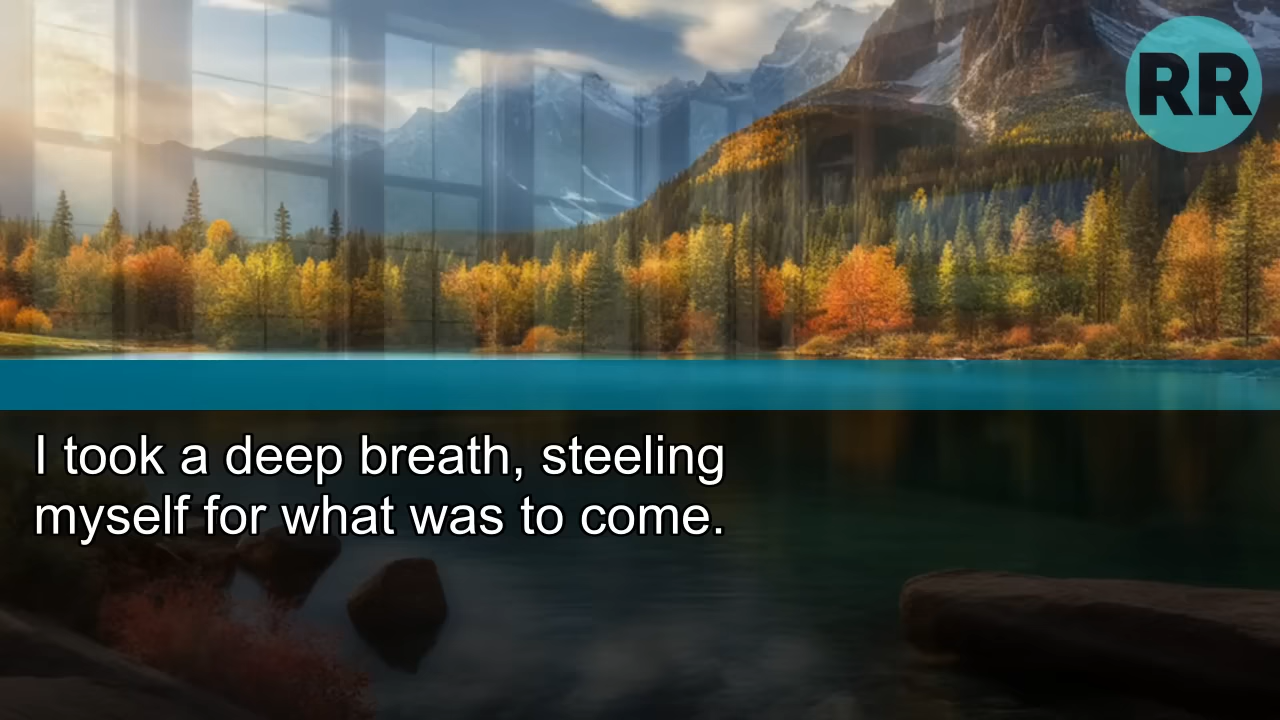 RR
I took a deep breath, steeling
myself for what was to come.